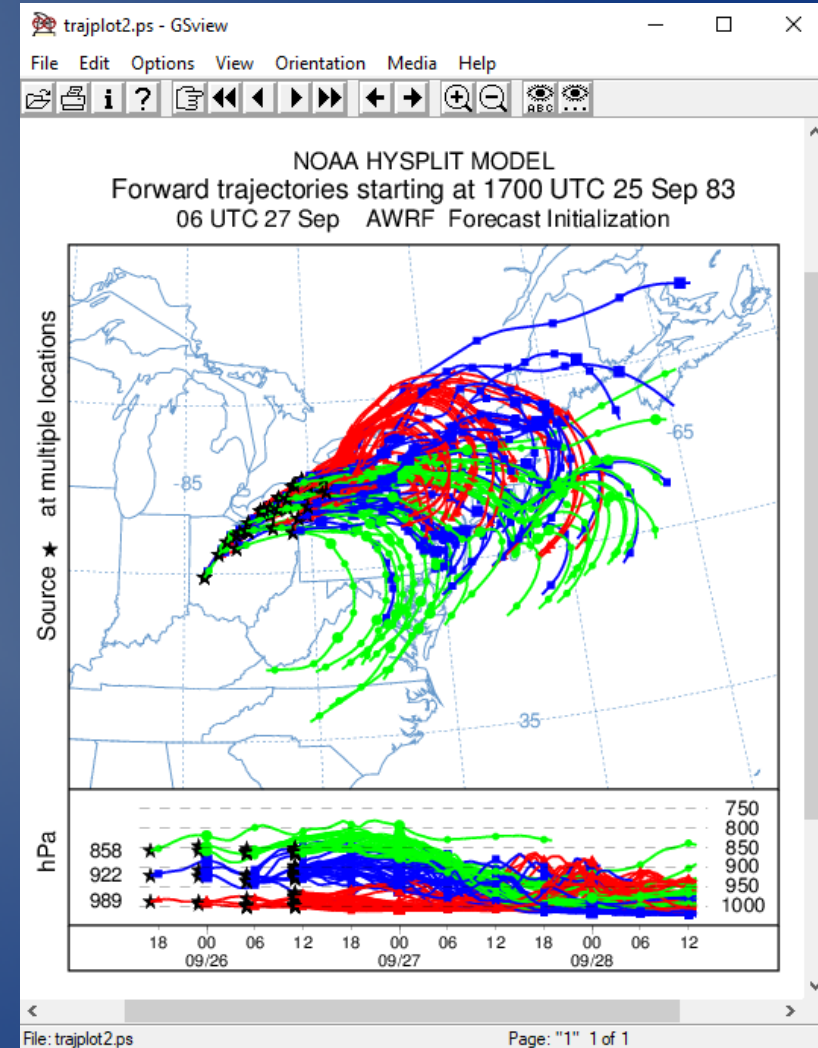 trajplot2.ps - GSview
File Edit Options View Orientation Media Help
i ? ABC
NOAA HYSPLIT MODEL
Forward trajectories starting at 1700 UTC 25 Sep 83
06 UTC 27 Sep AWRF Forecast Initialization
Source ★ at multiple locations
-85
-65
35
hPa
750
800
858 850
922 900
950
989 1000
18 00 06 12 18 00 06 12 18 00 06 12
09/26 09/27 09/28
File: trajplot2.ps Page: "1" 1 of 1